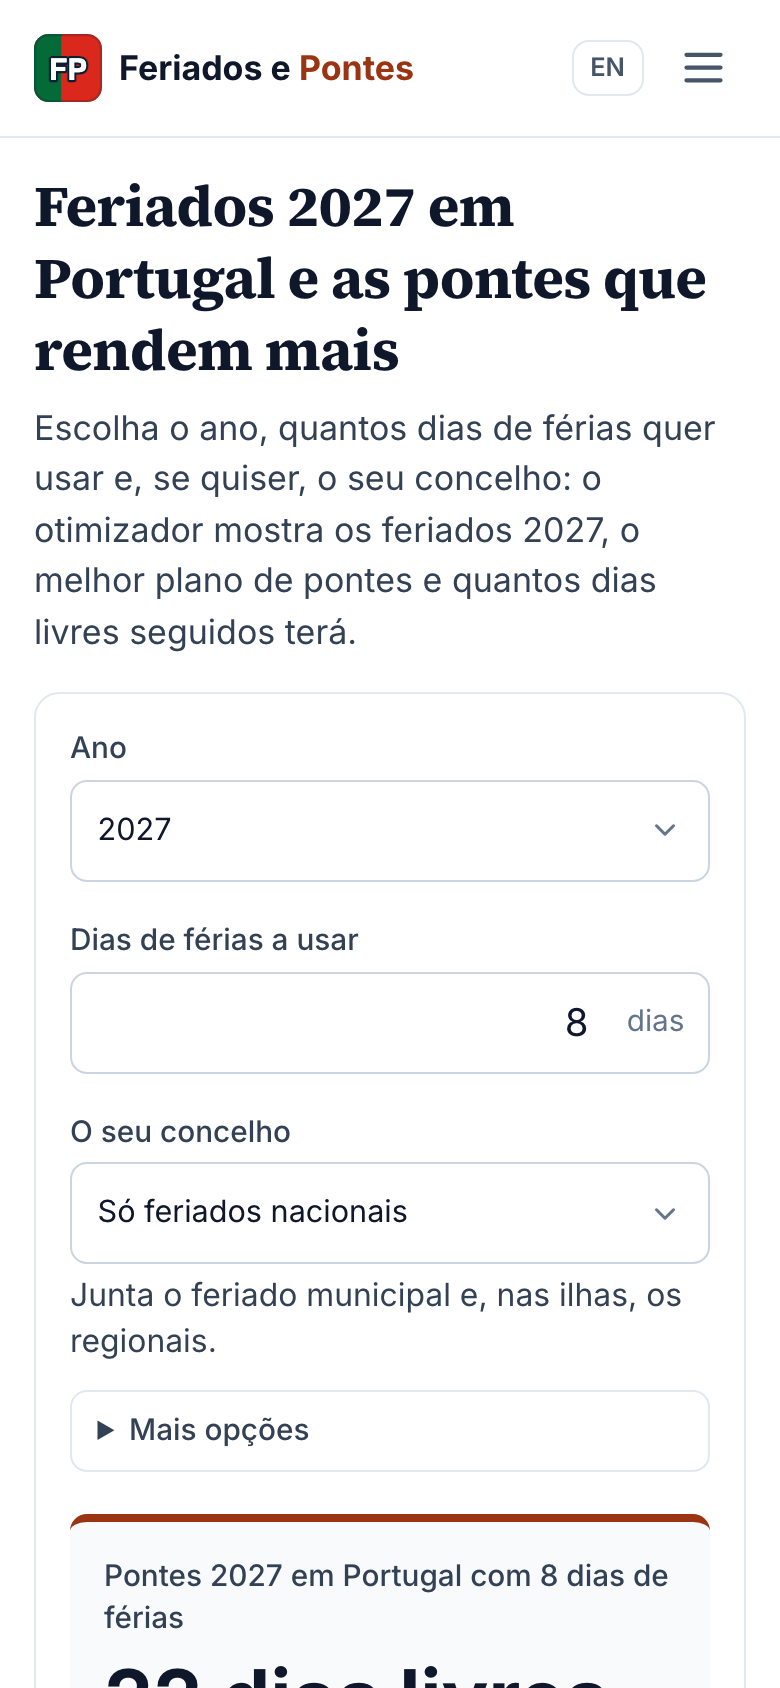 FP
Feriados e Pontes
EN
Feriados 2027 em
Portugal e as pontes que
rendem mais
Escolha o ano, quantos dias de férias quer
usar e, se quiser, o seu concelho: o
otimizador mostra os feriados 2027, o
melhor plano de pontes e quantos dias
livres seguidos terá.
Ano
2027
Dias de férias a usar
8 dias
O seu concelho
Só feriados nacionais
Junta o feriado municipal e, nas ilhas, os
regionais.
Mais opções
Pontes 2027 em Portugal com 8 dias de
férias
dias livres